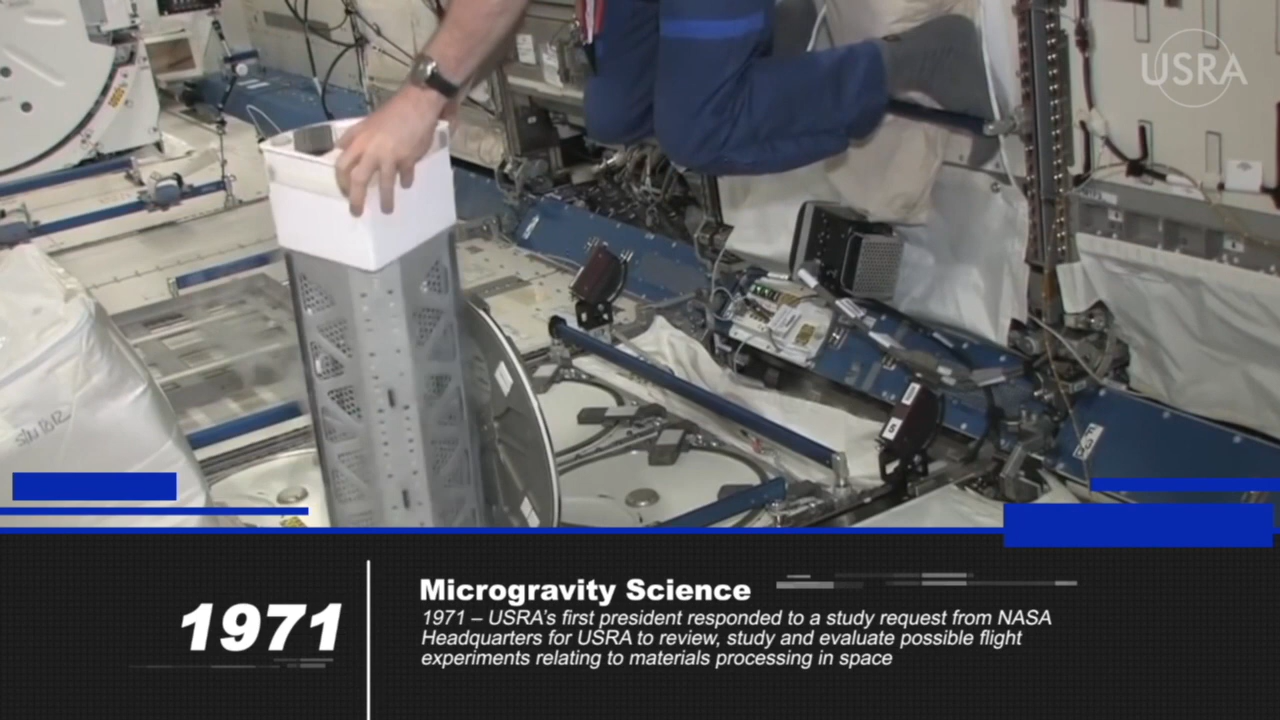 USRA
S/N 1812
1971
Microgravity Science
1971 – USRA's first president responded to a study request from NASA
Headquarters for USRA to review, study and evaluate possible flight
experiments relating to materials processing in space